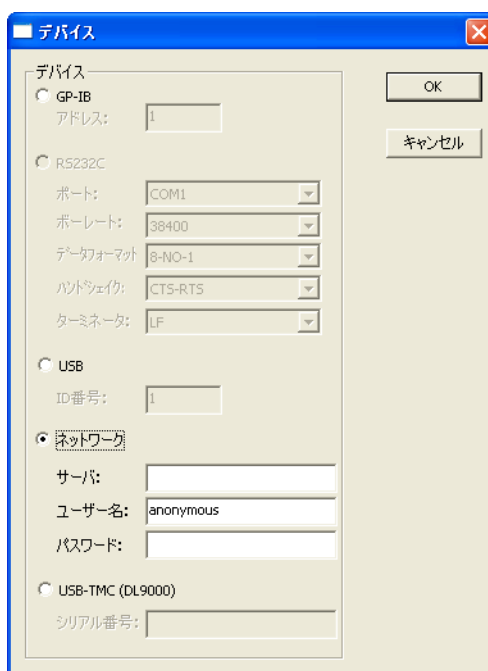 デバイス
デバイス
GP-IB
アドレス: 1
OK
キャンセル
RS232C
ポート: COM1
ボーレート: 38400
データフォーマット 8-NO-1
ハンドシェイク: CTS-RTS
ターミネータ: LF
USB
ID番号: 1
ネットワーク
サーバ:
ユーザー名: anonymous
パスワード:
USB-TMC (DL9000)
シリアル番号: